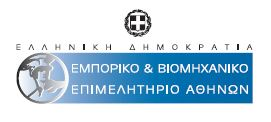 ΕΛΛΗΝΙΚΗ ΔΗΜΟΚΡΑΤΙΑ
ΕΜΠΟΡΙΚΟ & ΒΙΟΜΗΧΑΝΙΚΟ
ΕΠΙΜΕΛΗΤΗΡΙΟ ΑΘΗΝΩΝ